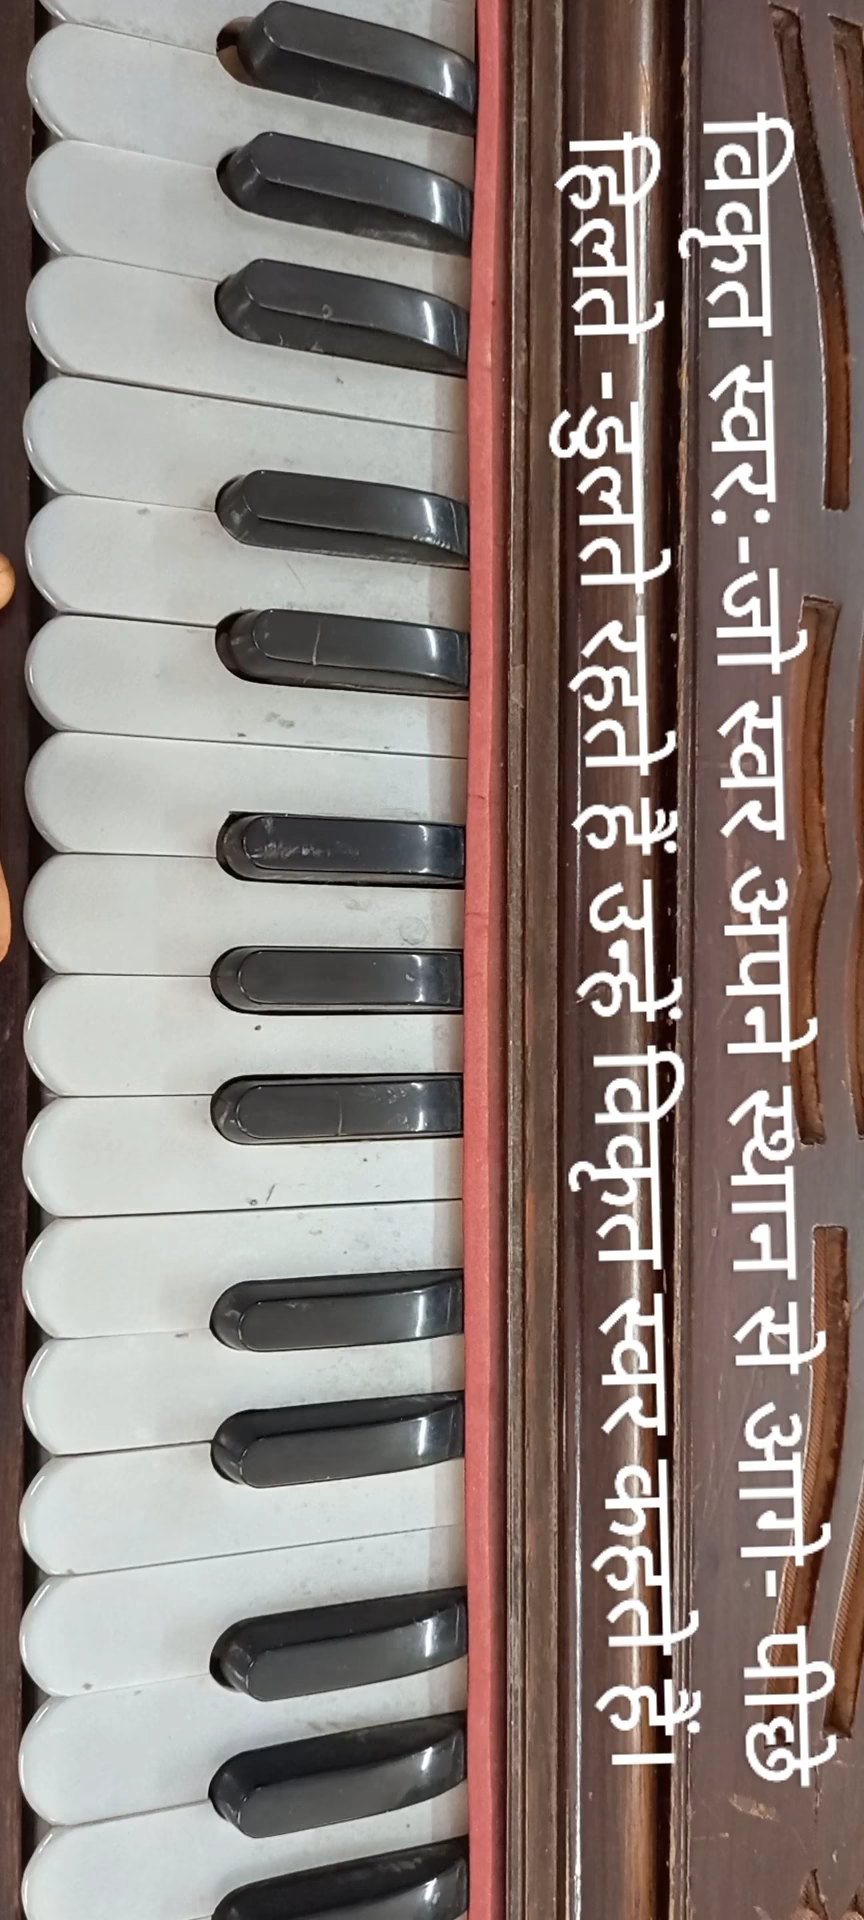 विकृत स्वर:-जो स्वर अपने स्थान से आगे- पीछे
हिलते -डुलते रहते हैं उन्हें विकृत स्वर कहते हैं।